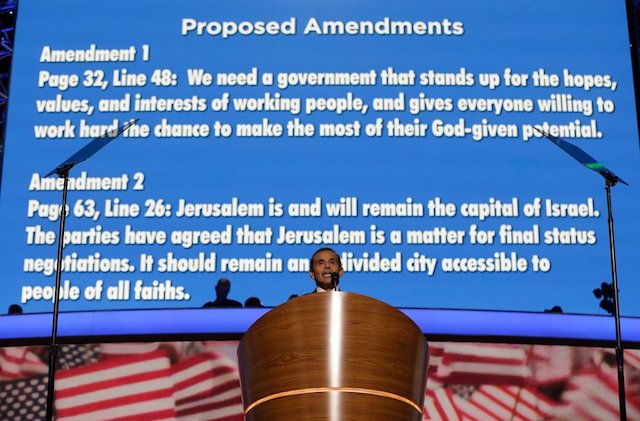 Proposed Amendments
Amendment 1
Page 32, Line 48: We need a government that stands up for the hopes,
values, and interests of working people, and gives everyone willing to
work hard the chance to make the most of their God-given potential.
Amendment 2
Page 63, Line 26: Jerusalem is and will remain the capital of Israel.
The parties have agreed that Jerusalem is a matter for final status
negotiations. It should remain an divided city accessible to
people of all faiths.